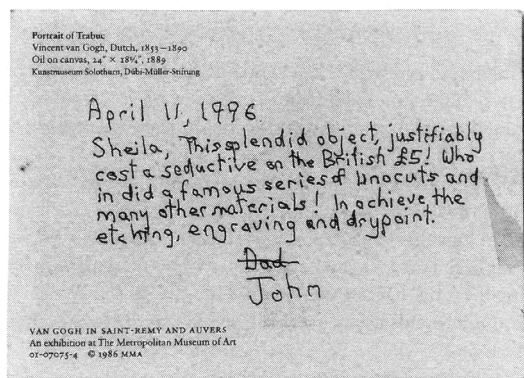 Portrait of Trabuc
Vincent van Gogh, Dutch, 1853–1890
Oil on canvas, 24" × 18¼", 1889
Kunstmuseum Solothurn, Dübi-Müller-Stiftung
April 11, 1996
Sheila, This splendid object, justifiably
cost a seductive on the British £5! Who
in did a famous series of linocuts and
many other materials! In achieve the
etching, engraving and drypoint.
Dad
John
VAN GOGH IN SAINT-REMY AND AUVERS
An exhibition at The Metropolitan Museum of Art
01-07075-4 © 1986 MMA